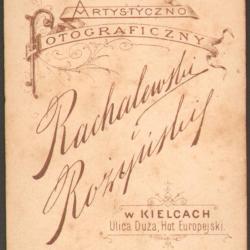 ARTYSTYCZNO
FOTOGRAFICZNY
Rachalewski
i
Rożyński
w KIELCACH
Ulica Duża, Hot. Europejski.